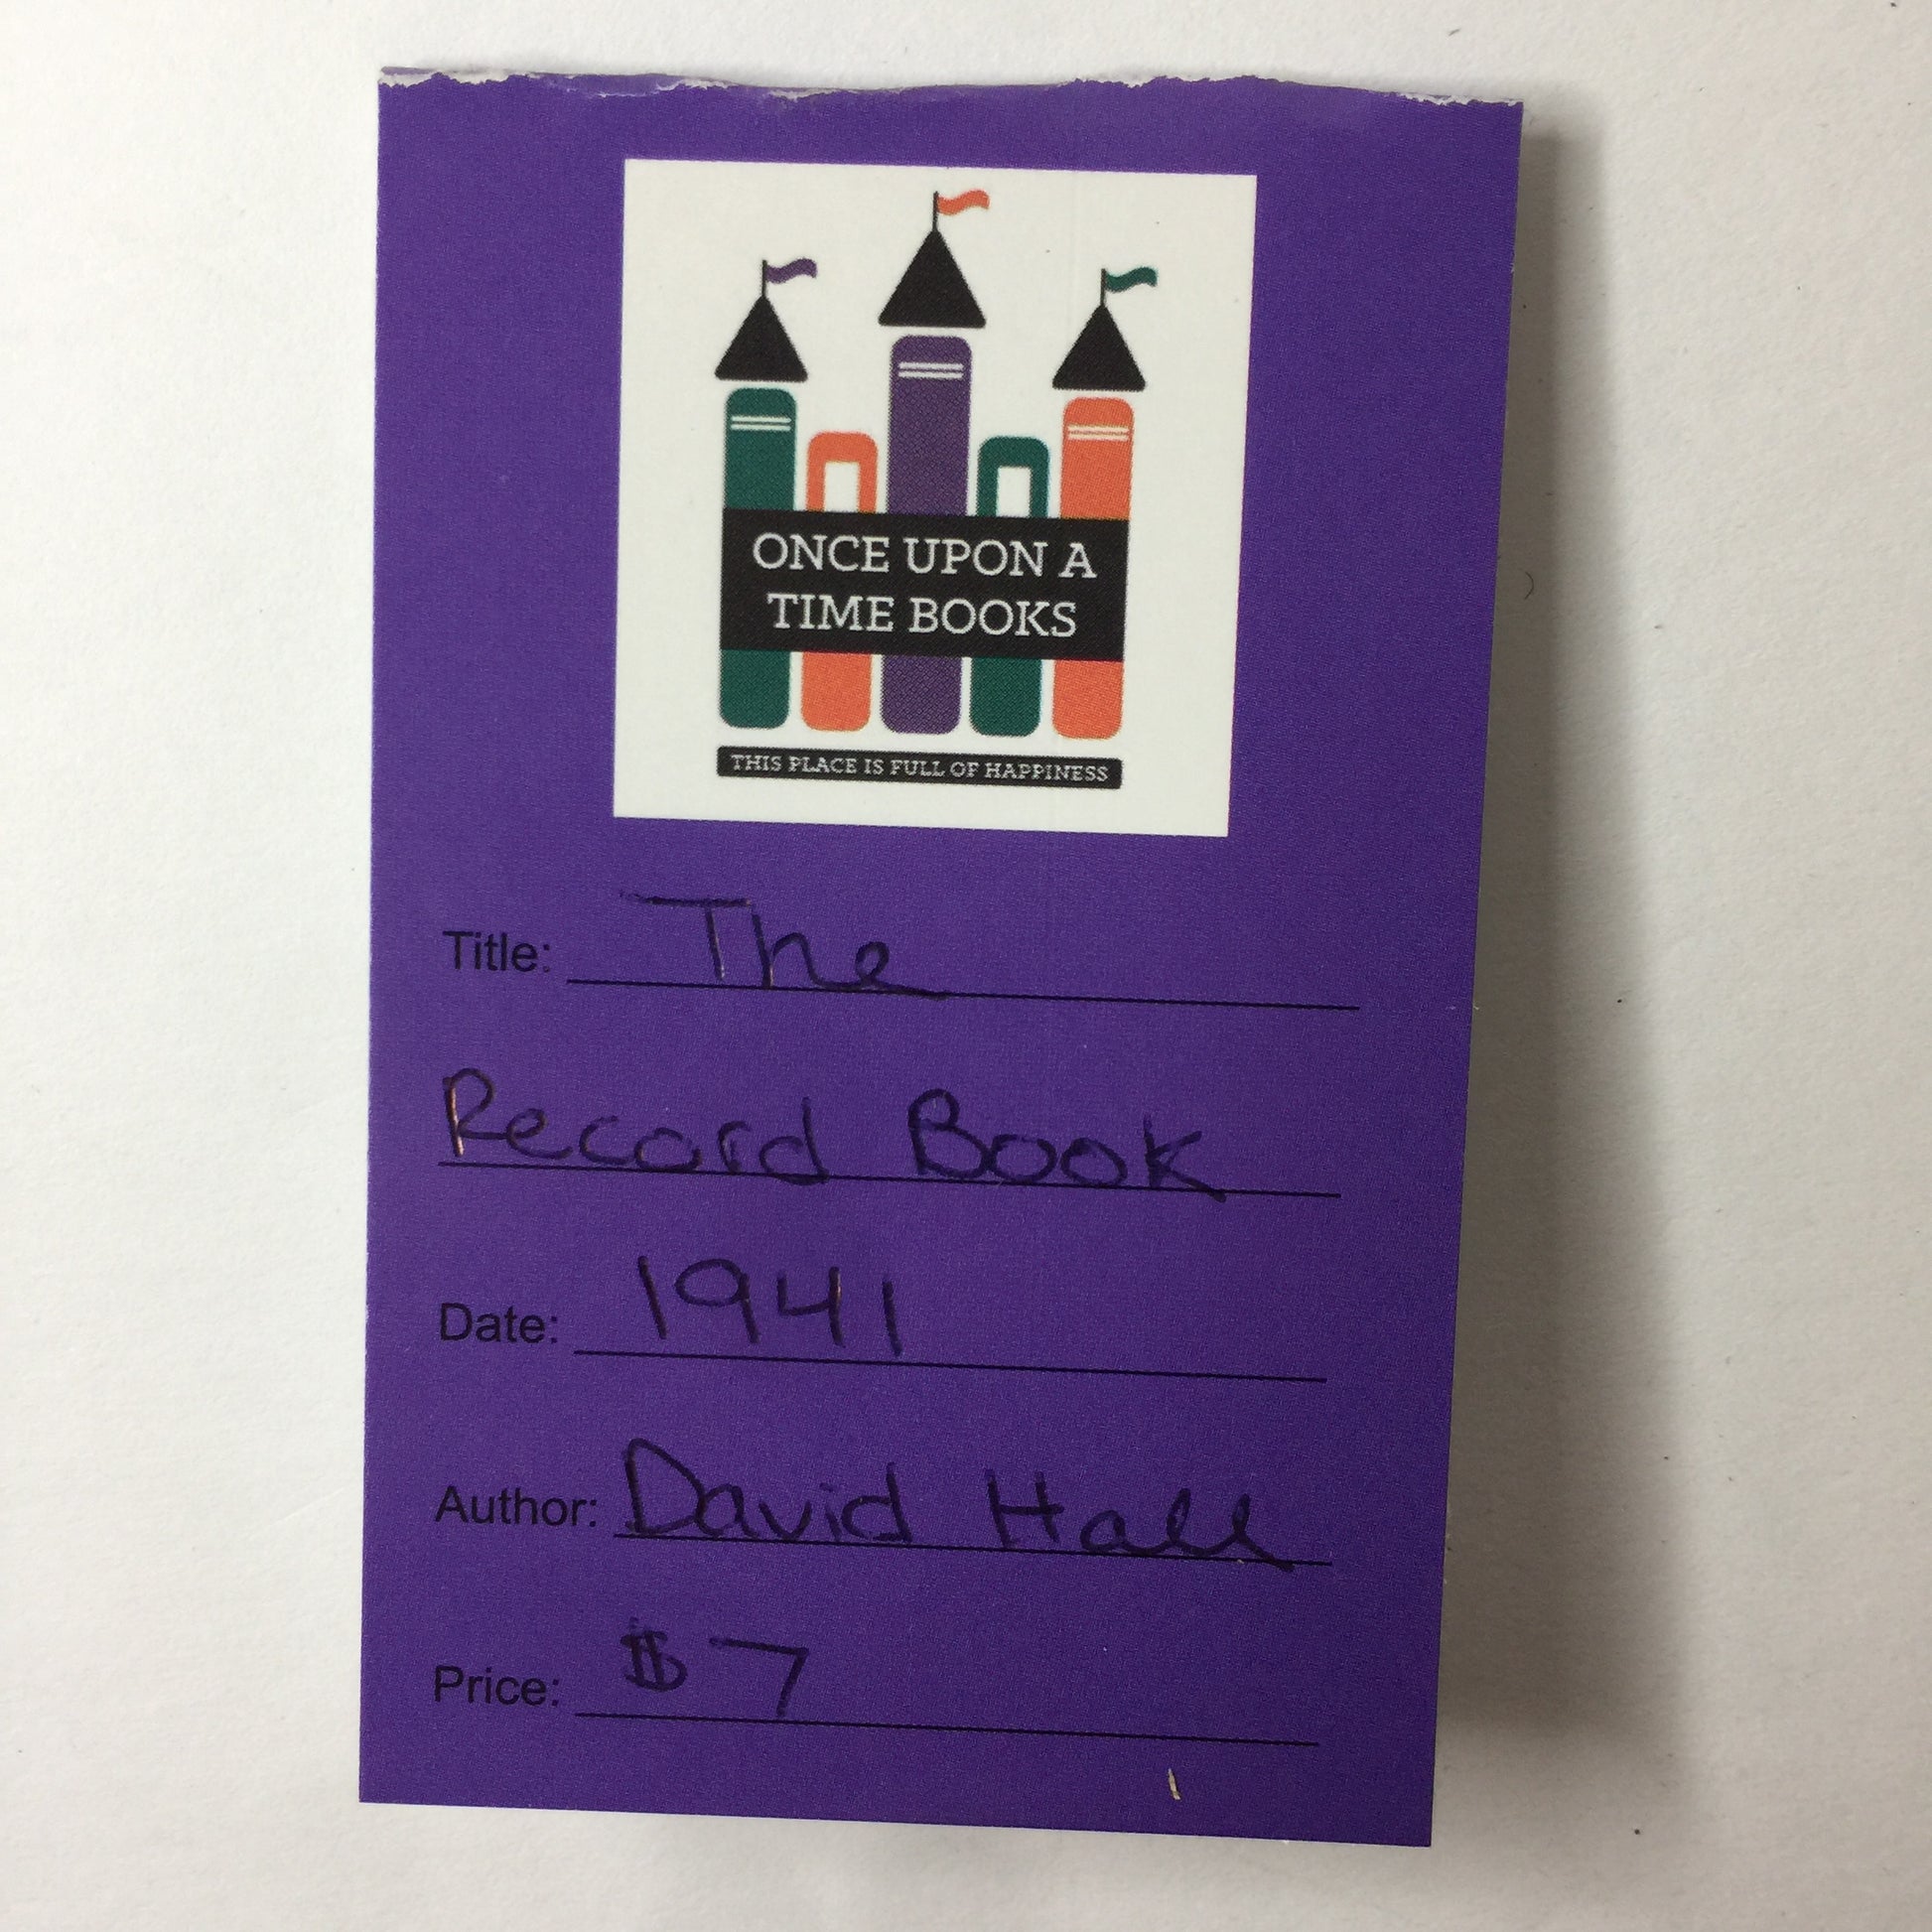 ONCE UPON A
TIME BOOKS
THIS PLACE IS FULL OF HAPPINESS
Title: The
Record Book
Date: 1941
Author: David Hall
Price: $7